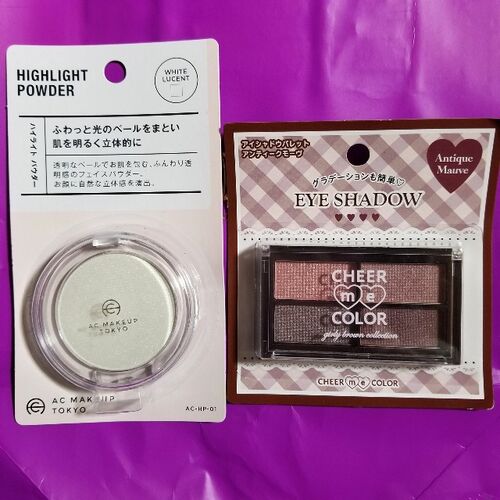 HIGHLIGHT
POWDER
WHITE
LUCENT
ハイライト パウダー
ふわっと光のベールをまとい
肌を明るく立体的に
透明なベールでお肌を包む、ふんわり透
明感のフェイスパウダー。
お顔に自然な立体感を演出。
AC MAKEUP
TOKYO
AC MAKEUP
TOKYO
AC-HP-01
アイシャドウパレット
アンティークモーヴ
Antique
Mauve
グラデーションも簡単♡
EYE SHADOW
CHEER
me
COLOR
girly brown collection
CHEER me COLOR